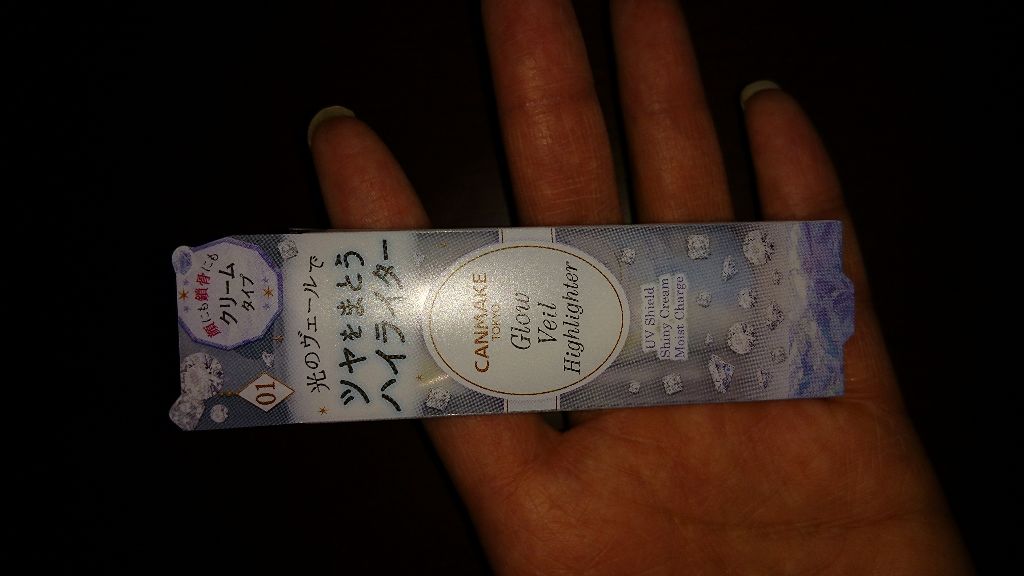 頬にも鎖骨にも
クリーム
タイプ
01
光のヴェールで
ツヤをまとう
ハイライター
CANMAKE
TOKYO
Glow
Veil
Highlighter
UV Shield
Shiny Cream
Moist Charge